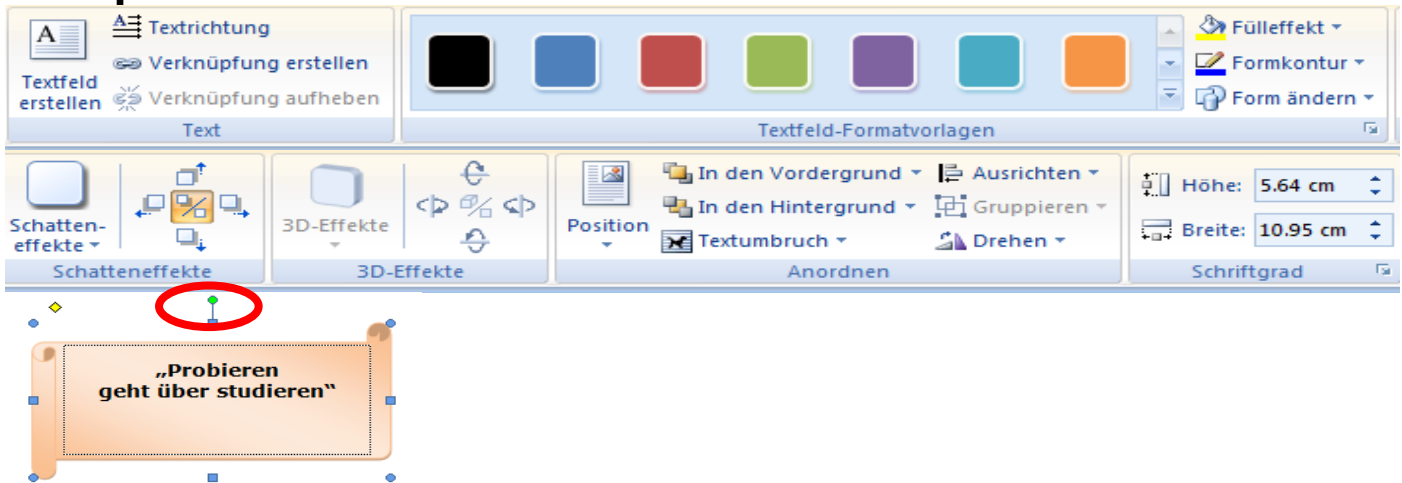 Textfeld erstellen
Textrichtung
Verknüpfung erstellen
Verknüpfung aufheben
Text
Textfeld-Formatvorlagen
Fülleffekt
Formkontur
Form ändern
Schatten-
effekte
Schatteneffekte
3D-Effekte
3D-Effekte
Position
In den Vordergrund
In den Hintergrund
Textumbruch
Ausrichten
Gruppieren
Drehen
Anordnen
Höhe: 5.64 cm
Breite: 10.95 cm
Schriftgrad
„Probieren
geht über studieren“